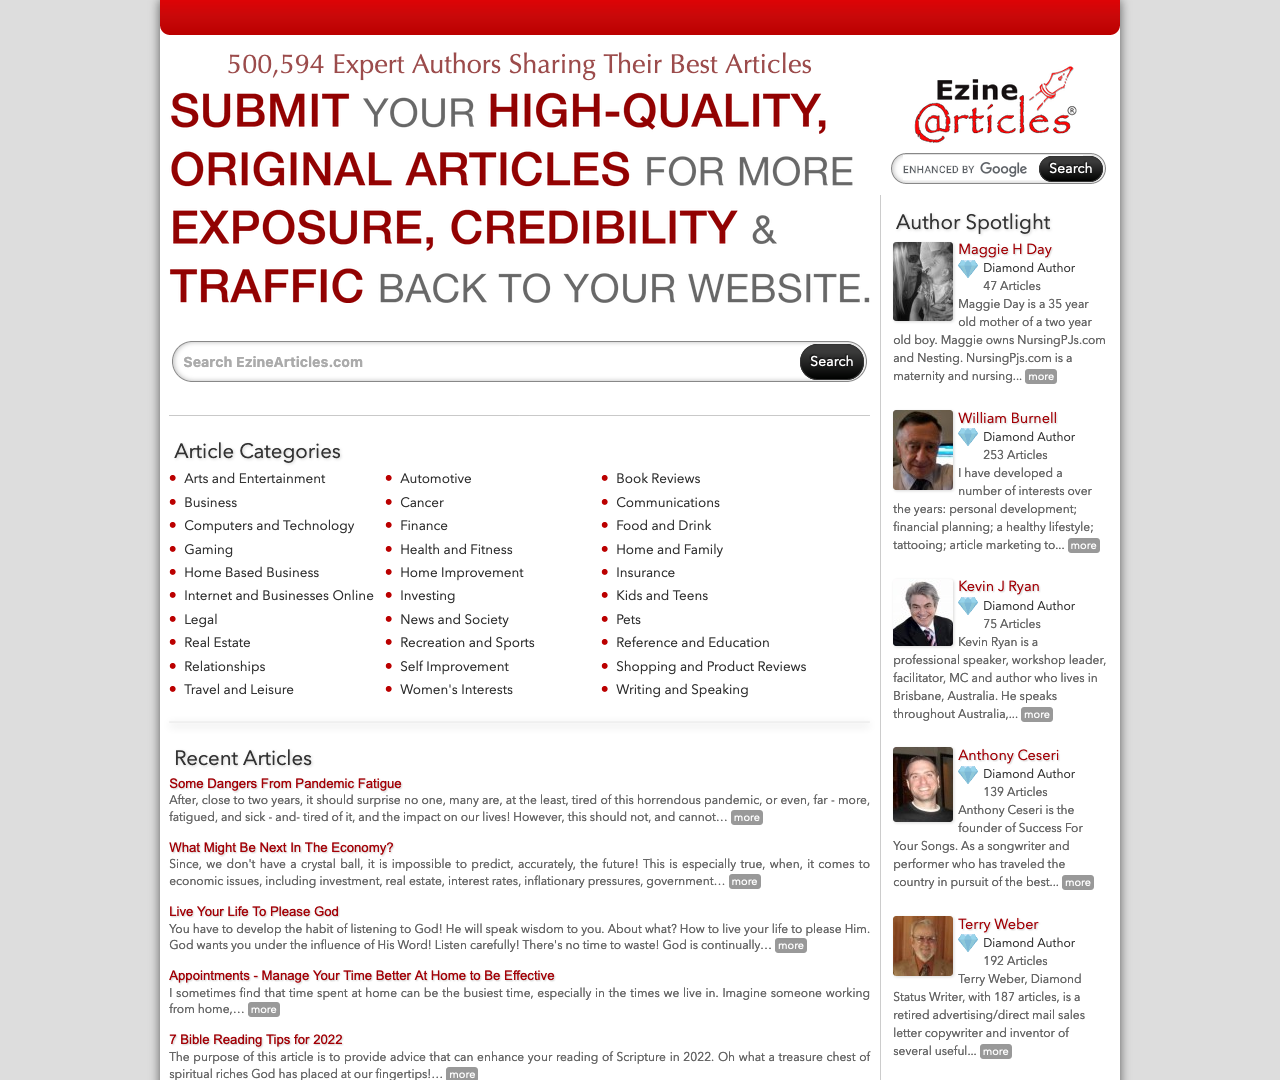 500,594 Expert Authors Sharing Their Best Articles
SUBMIT YOUR HIGH-QUALITY,
ORIGINAL ARTICLES FOR MORE
EXPOSURE, CREDIBILITY &
TRAFFIC BACK TO YOUR WEBSITE.
Search EzineArticles.com
Search
Article Categories
Arts and Entertainment
Automotive
Book Reviews
Business
Cancer
Communications
Computers and Technology
Finance
Food and Drink
Gaming
Health and Fitness
Home and Family
Home Based Business
Home Improvement
Insurance
Internet and Businesses Online
Investing
Kids and Teens
Legal
News and Society
Pets
Real Estate
Recreation and Sports
Reference and Education
Relationships
Self Improvement
Shopping and Product Reviews
Travel and Leisure
Women's Interests
Writing and Speaking
Recent Articles
Some Dangers From Pandemic Fatigue
After, close to two years, it should surprise no one, many are, at the least, tired of this horrendous pandemic, or even, far - more,
fatigued, and sick - and- tired of it, and the impact on our lives! However, this should not, and cannot… more
What Might Be Next In The Economy?
Since, we don't have a crystal ball, it is impossible to predict, accurately, the future! This is especially true, when, it comes to
economic issues, including investment, real estate, interest rates, inflationary pressures, government… more
Live Your Life To Please God
You have to develop the habit of listening to God! He will speak wisdom to you. About what? How to live your life to please Him.
God wants you under the influence of His Word! Listen carefully! There's no time to waste! God is continually… more
Appointments - Manage Your Time Better At Home to Be Effective
I sometimes find that time spent at home can be the busiest time, especially in the times we live in. Imagine someone working
from home,… more
7 Bible Reading Tips for 2022
The purpose of this article is to provide advice that can enhance your reading of Scripture in 2022. Oh what a treasure chest of
spiritual riches God has placed at our fingertips!… more
Ezine
@rticles®
ENHANCED BY Google
Search
Author Spotlight
Maggie H Day
Diamond Author
47 Articles
Maggie Day is a 35 year
old mother of a two year
old boy. Maggie owns NursingPJs.com
and Nesting. NursingPjs.com is a
maternity and nursing... more
William Burnell
Diamond Author
253 Articles
I have developed a
number of interests over
the years: personal development;
financial planning; a healthy lifestyle;
tattooing; article marketing to... more
Kevin J Ryan
Diamond Author
75 Articles
Kevin Ryan is a
professional speaker, workshop leader,
facilitator, MC and author who lives in
Brisbane, Australia. He speaks
throughout Australia,... more
Anthony Ceseri
Diamond Author
139 Articles
Anthony Ceseri is the
founder of Success For
Your Songs. As a songwriter and
performer who has traveled the
country in pursuit of the best... more
Terry Weber
Diamond Author
192 Articles
Terry Weber, Diamond
Status Writer, with 187 articles, is a
retired advertising/direct mail sales
letter copywriter and inventor of
several useful... more